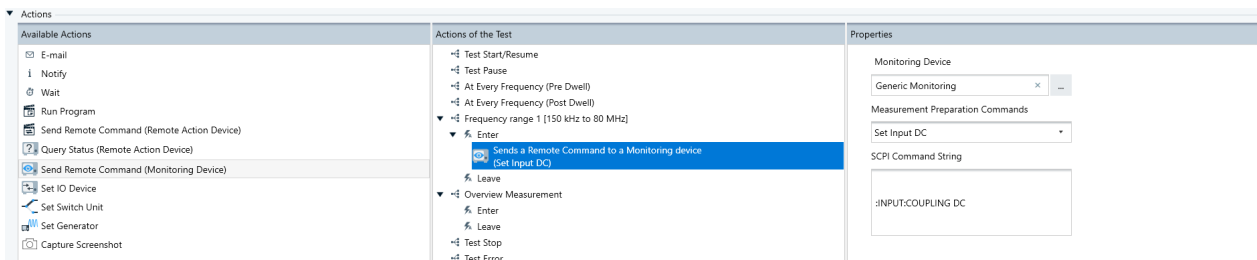 Actions
Available Actions
E-mail
Notify
Wait
Run Program
Send Remote Command (Remote Action Device)
Query Status (Remote Action Device)
Send Remote Command (Monitoring Device)
Set IO Device
Set Switch Unit
Set Generator
Capture Screenshot
Actions of the Test
Test Start/Resume
Test Pause
At Every Frequency (Pre Dwell)
At Every Frequency (Post Dwell)
Frequency range 1 [150 kHz to 80 MHz]
Enter
Sends a Remote Command to a Monitoring device
(Set Input DC)
Leave
Overview Measurement
Enter
Leave
Test Stop
Test Error
Properties
Monitoring Device
Generic Monitoring
...
Measurement Preparation Commands
Set Input DC
SCPI Command String
:INPUT:COUPLING DC